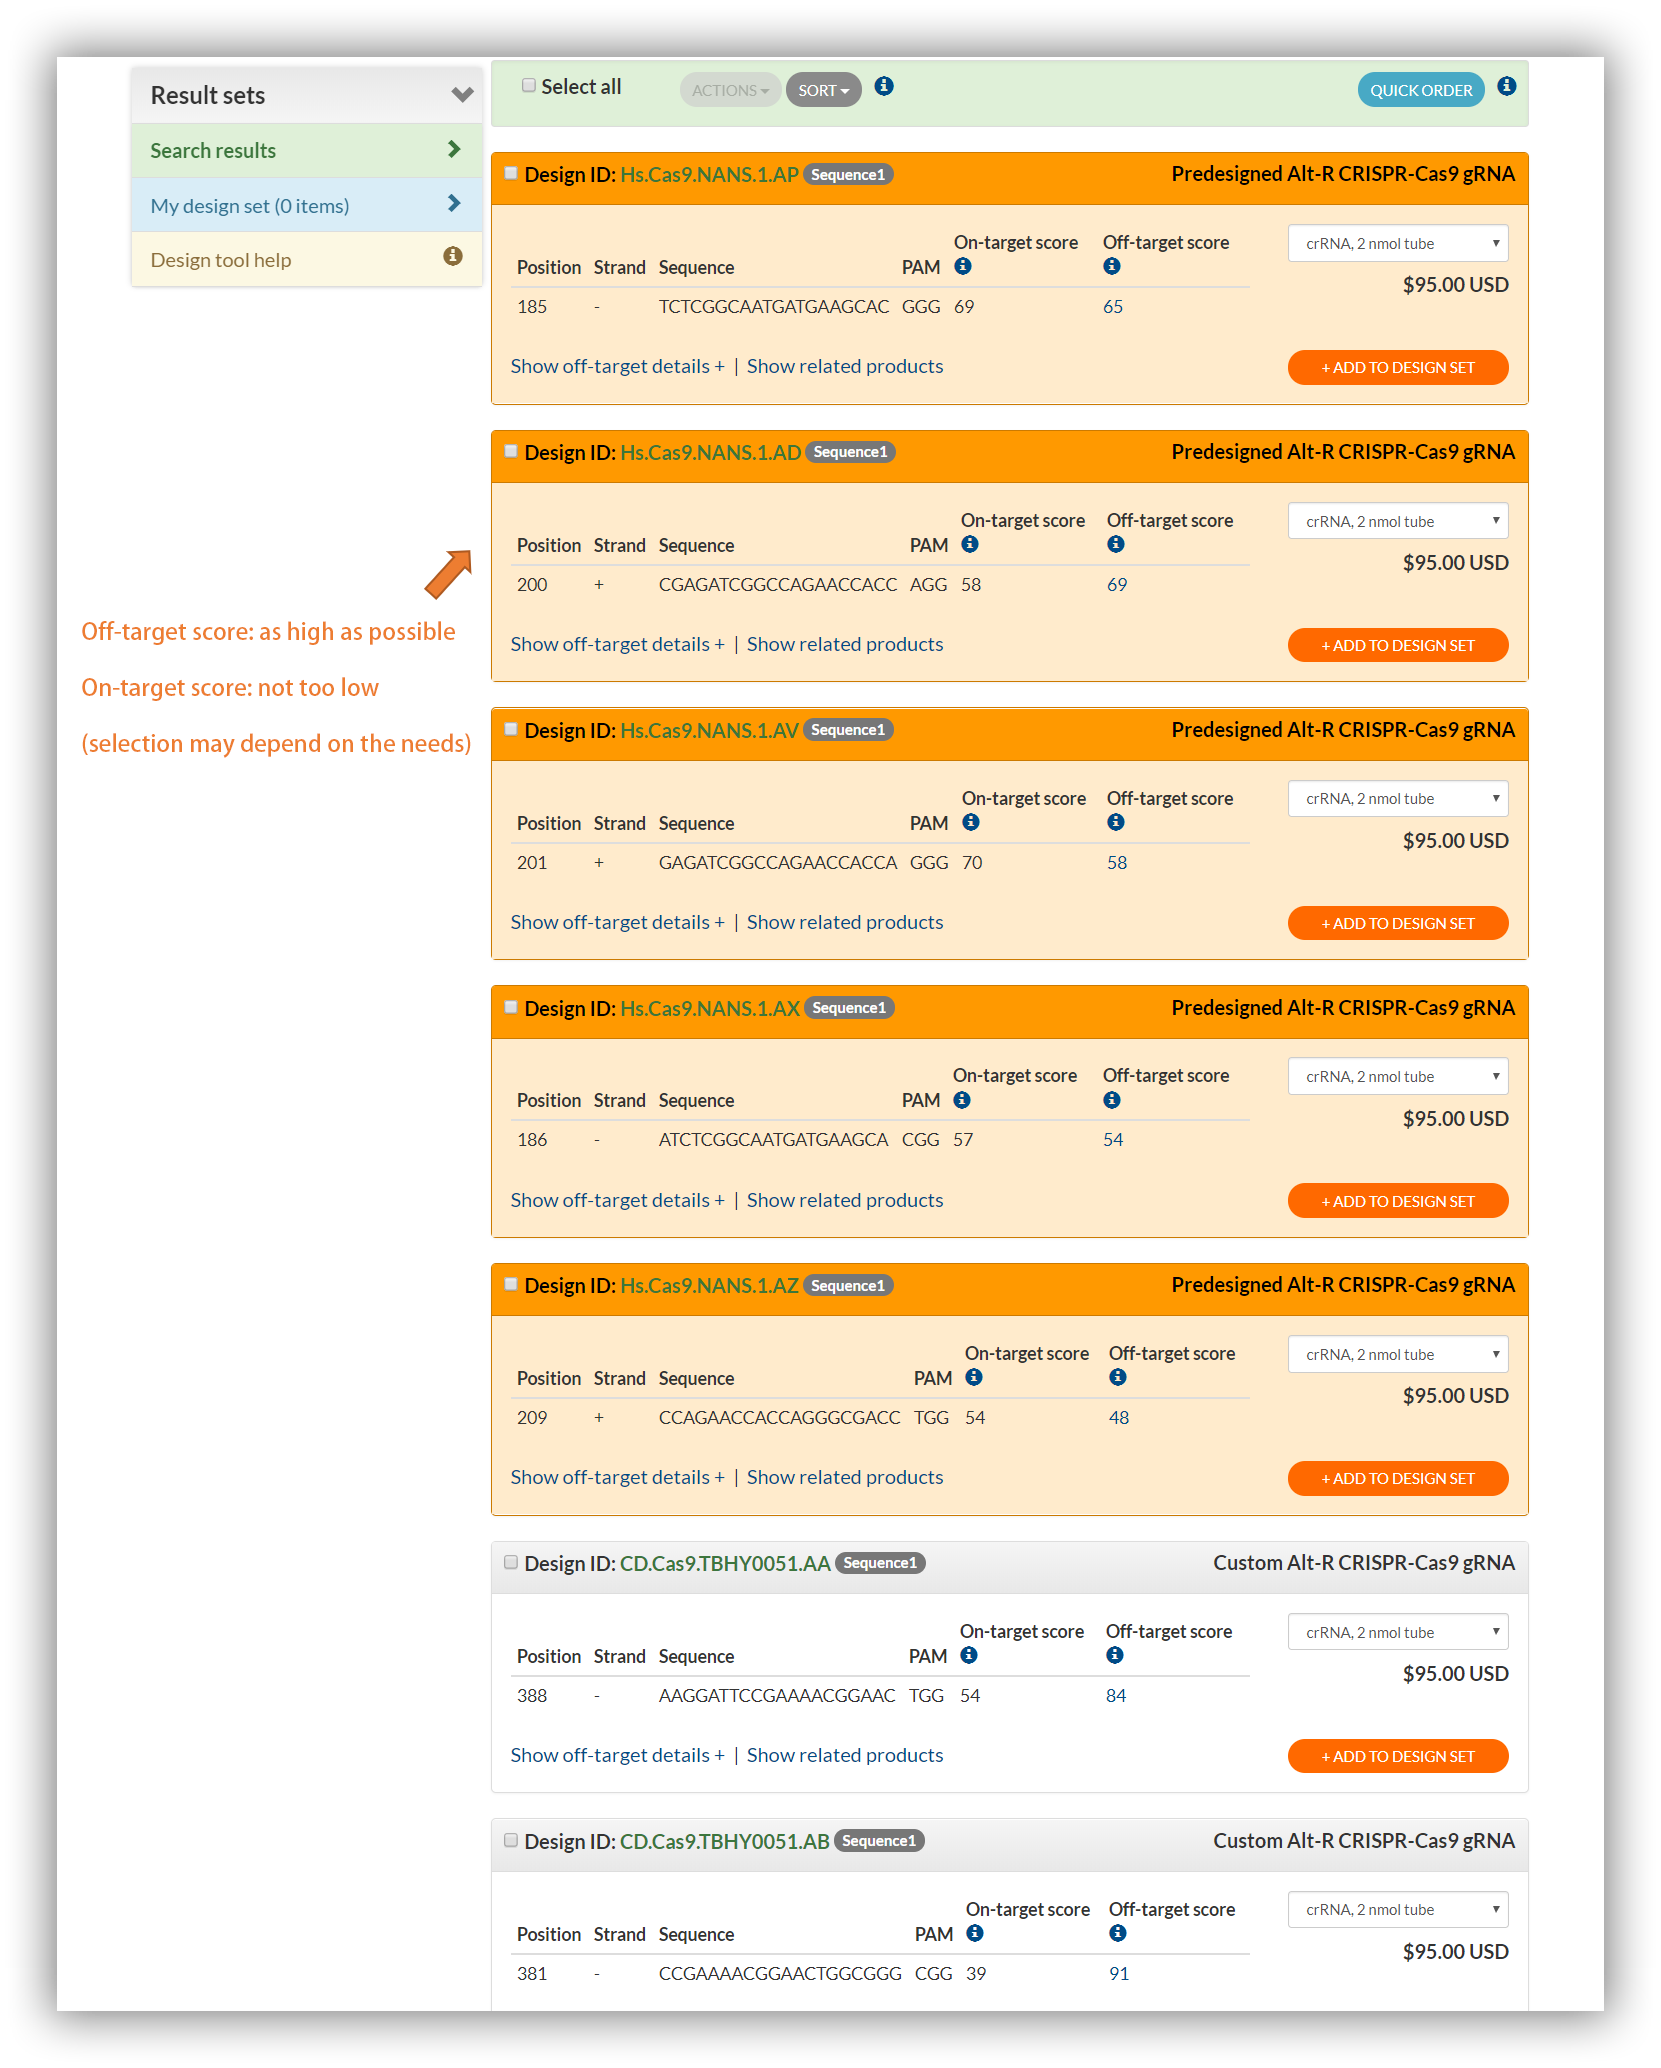 Result sets
Search results
My design set (0 items)
Design tool help
Off-target score: as high as possible
On-target score: not too low
(selection may depend on the needs)
Select all ACTIONS SORT QUICK ORDER
Design ID: Hs.Cas9.NANS.1.AP Sequence1 Predesigned Alt-R CRISPR-Cas9 gRNA
On-target score Off-target score crRNA, 2 nmol tube
Position Strand Sequence PAM
$95.00 USD
185 - TCTCGGCAATGATGAAGCAC GGG 69 65
Show off-target details + | Show related products + ADD TO DESIGN SET
Design ID: Hs.Cas9.NANS.1.AD Sequence1 Predesigned Alt-R CRISPR-Cas9 gRNA
On-target score Off-target score crRNA, 2 nmol tube
Position Strand Sequence PAM
$95.00 USD
200 + CGAGATCGGCCAGAACCACC AGG 58 69
Show off-target details + | Show related products + ADD TO DESIGN SET
Design ID: Hs.Cas9.NANS.1.AV Sequence1 Predesigned Alt-R CRISPR-Cas9 gRNA
On-target score Off-target score crRNA, 2 nmol tube
Position Strand Sequence PAM
$95.00 USD
201 + GAGATCGGCCAGAACCACCA GGG 70 58
Show off-target details + | Show related products + ADD TO DESIGN SET
Design ID: Hs.Cas9.NANS.1.AX Sequence1 Predesigned Alt-R CRISPR-Cas9 gRNA
On-target score Off-target score crRNA, 2 nmol tube
Position Strand Sequence PAM
$95.00 USD
186 - ATCTCGGCAATGATGAAGCA CGG 57 54
Show off-target details + | Show related products + ADD TO DESIGN SET
Design ID: Hs.Cas9.NANS.1.AZ Sequence1 Predesigned Alt-R CRISPR-Cas9 gRNA
On-target score Off-target score crRNA, 2 nmol tube
Position Strand Sequence PAM
$95.00 USD
209 + CCAGAACCACCAGGGCGACC TGG 54 48
Show off-target details + | Show related products + ADD TO DESIGN SET
Design ID: CD.Cas9.TBHY0051.AA Sequence1 Custom Alt-R CRISPR-Cas9 gRNA
On-target score Off-target score crRNA, 2 nmol tube
Position Strand Sequence PAM
$95.00 USD
388 - AAGGATTCCGAAAACGGAAC TGG 54 84
Show off-target details + | Show related products + ADD TO DESIGN SET
Design ID: CD.Cas9.TBHY0051.AB Sequence1 Custom Alt-R CRISPR-Cas9 gRNA
On-target score Off-target score crRNA, 2 nmol tube
Position Strand Sequence PAM
$95.00 USD
381 - CCGAAAACGGAACTGGCGGG CGG 39 91